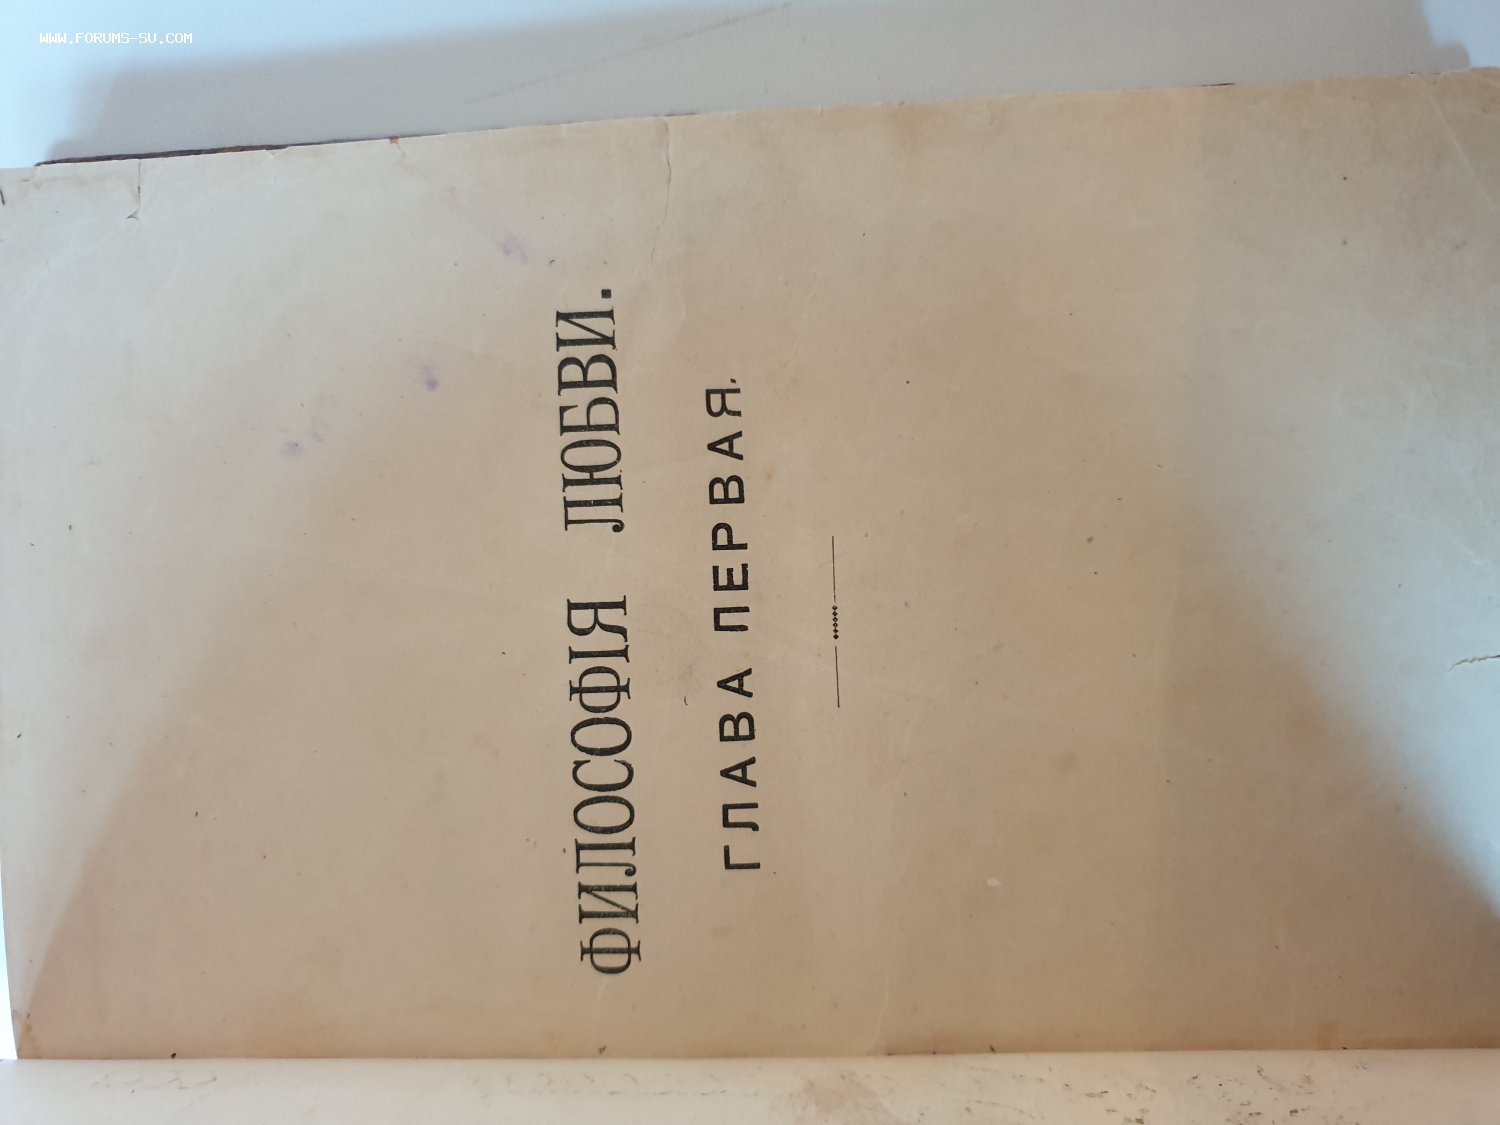 WWW.FORUMS-SU.COM
ФИЛОСОФІЯ ЛЮБВИ.
ГЛАВА ПЕРВАЯ.